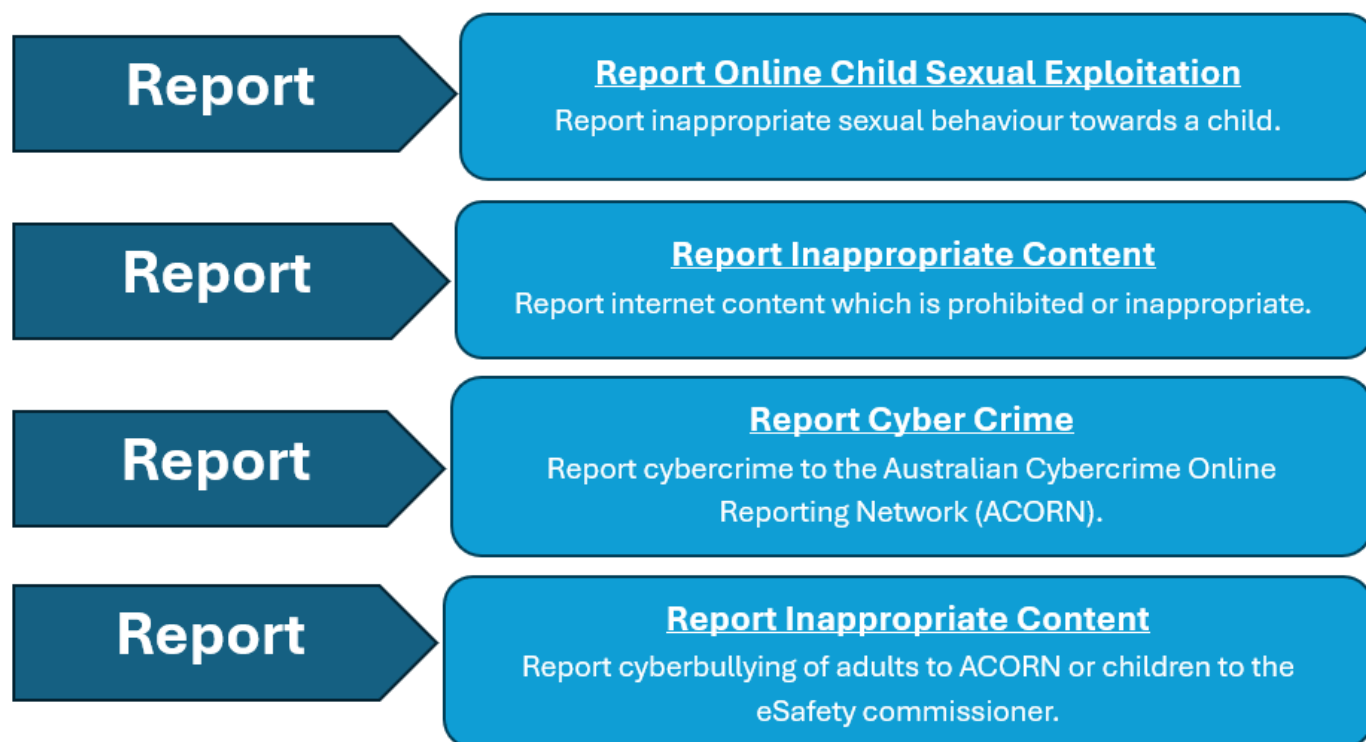 Report
Report Online Child Sexual Exploitation
Report inappropriate sexual behaviour towards a child.
Report
Report Inappropriate Content
Report internet content which is prohibited or inappropriate.
Report
Report Cyber Crime
Report cybercrime to the Australian Cybercrime Online
Reporting Network (ACORN).
Report
Report Inappropriate Content
Report cyberbullying of adults to ACORN or children to the
eSafety commissioner.